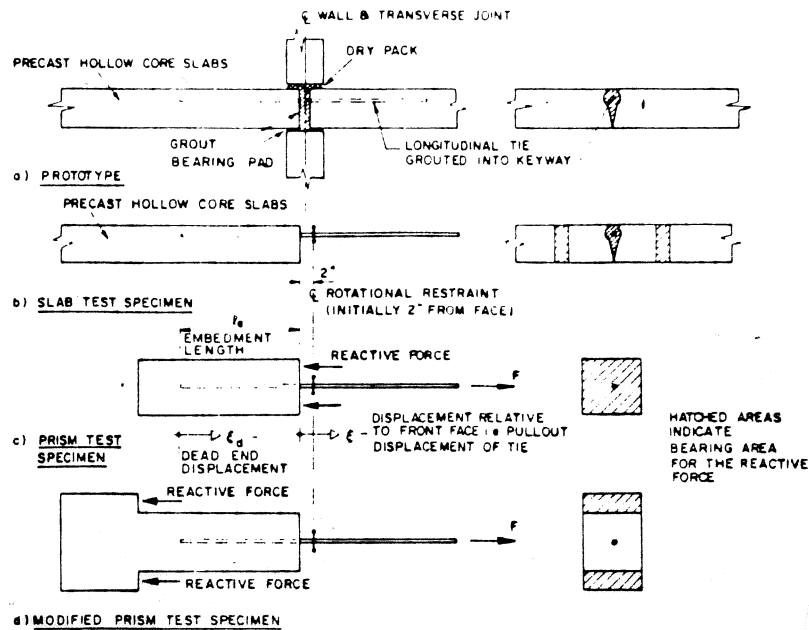 ℄ WALL & TRANSVERSE JOINT
DRY PACK
PRECAST HOLLOW CORE SLABS
GROUT
BEARING PAD
LONGITUDINAL TIE
GROUTED INTO KEYWAY
a) PROTOTYPE
PRECAST HOLLOW CORE SLABS
2"
b) SLAB TEST SPECIMEN
℄ ROTATIONAL RESTRAINT
(INITIALLY 2" FROM FACE)
ℓe
EMBEDMENT
LENGTH
REACTIVE FORCE
F
c) PRISM TEST
SPECIMEN
ξd
DEAD END
DISPLACEMENT
ξ
DISPLACEMENT RELATIVE
TO FRONT FACE i e PULLOUT
DISPLACEMENT OF TIE
HATCHED AREAS
INDICATE
BEARING AREA
FOR THE REACTIVE
FORCE
REACTIVE FORCE
F
REACTIVE FORCE
d) MODIFIED PRISM TEST SPECIMEN